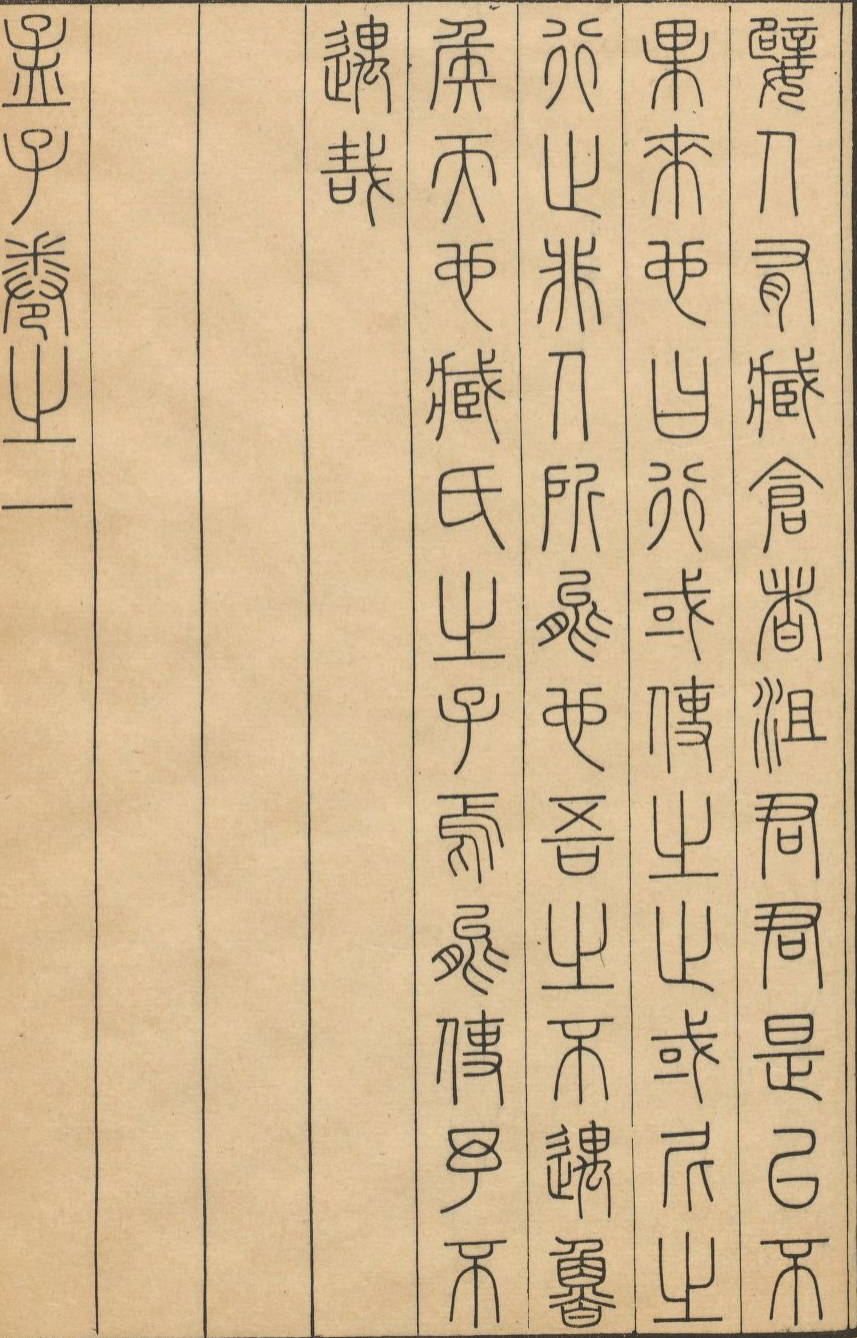 嬖人有臧倉者沮君君是㠯不
果來也曰行或使之止或尼之
行止非人所能也吾之不遇魯
侯天也臧氏之子焉能使予不
遇哉
孟子卷之一